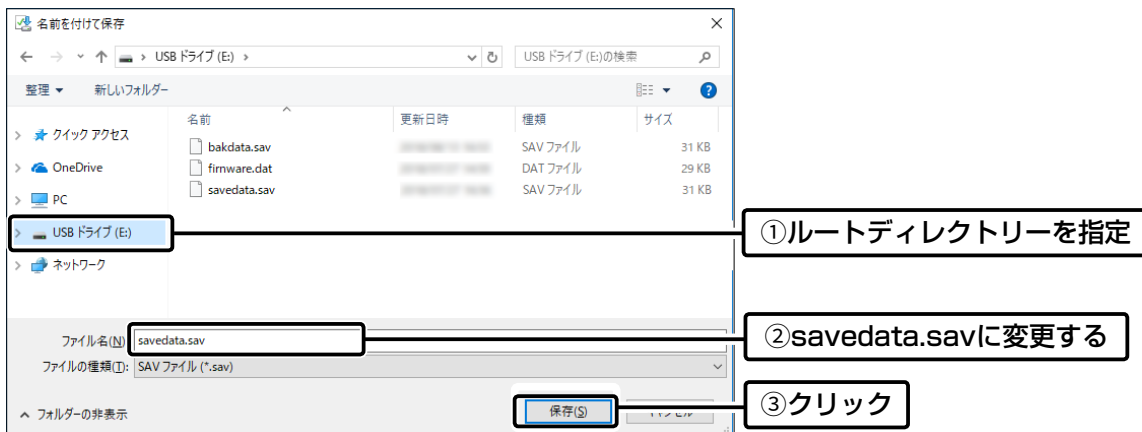 名前を付けて保存
USB ドライブ (E:)
USB ドライブ (E:)の検索
整理 新しいフォルダー
名前 更新日時 種類 サイズ
bakdata.sav SAV ファイル 31 KB
firnware.dat DAT ファイル 29 KB
savedata.sav SAV ファイル 31 KB
クイック アクセス
OneDrive
PC
USB ドライブ (E:)
ネットワーク
①ルートディレクトリーを指定
ファイル名(N) savedata.sav
②savedata.savに変更する
ファイルの種類(T): SAV ファイル (*.sav)
フォルダーの非表示
保存(S)
③クリック